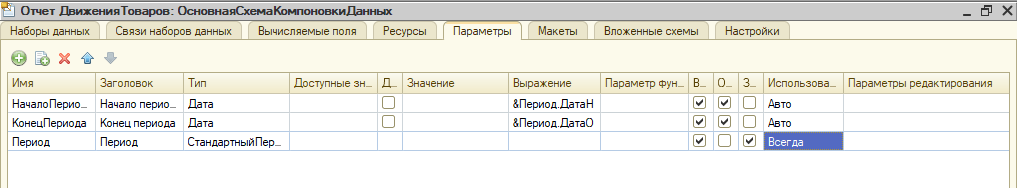 Отчет ДвиженияТоваров: ОсновнаяСхемаКомпоновкиДанных
Наборы данных Связи наборов данных Вычисляемые поля Ресурсы Параметры Макеты Вложенные схемы Настройки
Имя Заголовок Тип Доступные зн... Д... Значение Выражение Параметр фун... В... О... З... Использова... Параметры редактирования
НачалоПерио... Начало перио... Дата &Период.ДатаН Авто
КонецПериода Конец периода Дата &Период.ДатаО Авто
Период Период СтандартныйПер... Всегда